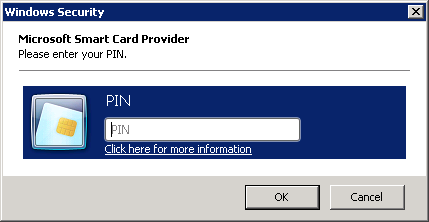 Windows Security
Microsoft Smart Card Provider
Please enter your PIN.
PIN
PIN
Click here for more information
OK
Cancel